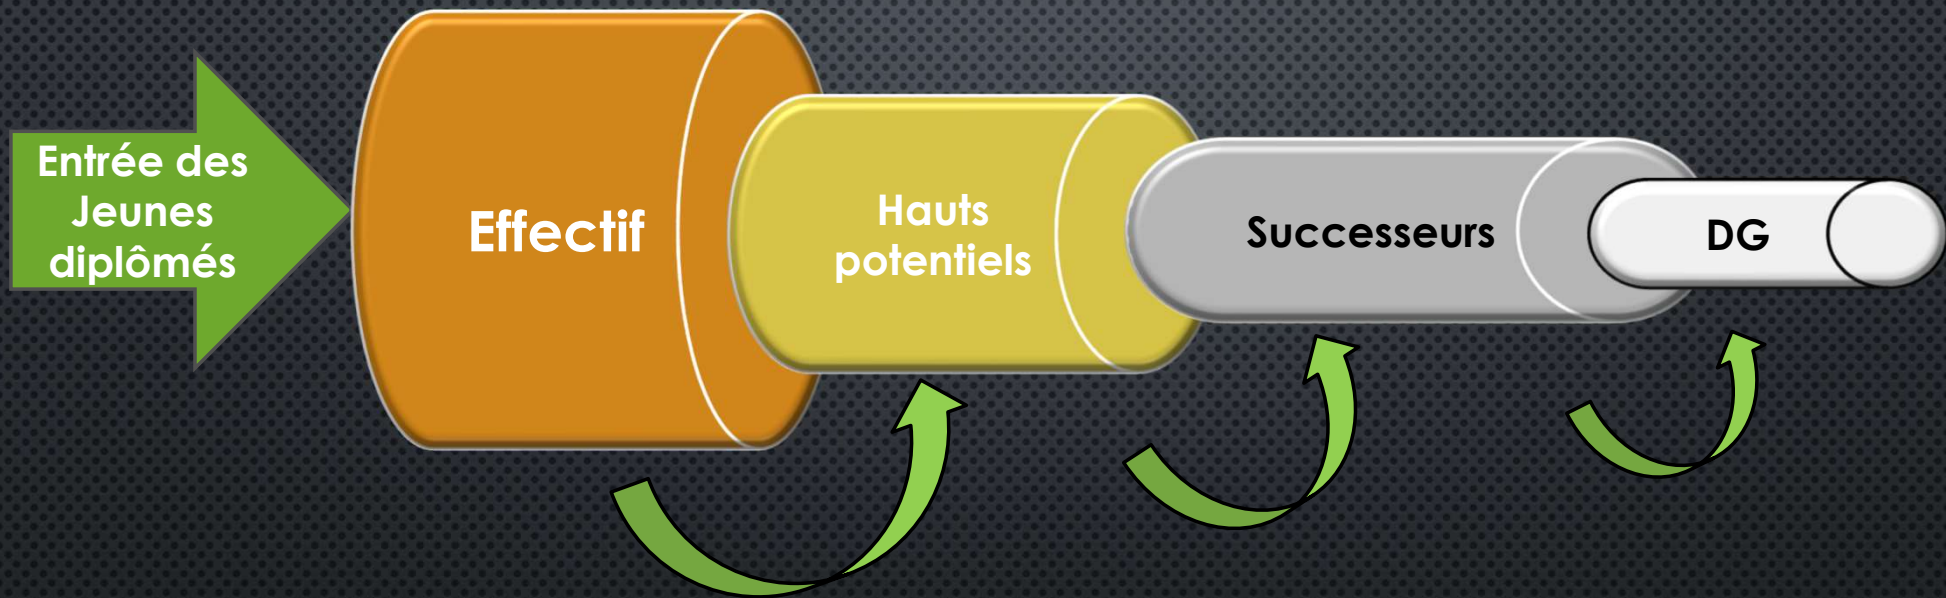 Entrée des
Jeunes
diplômés
Effectif
Hauts
potentiels
Successeurs
DG